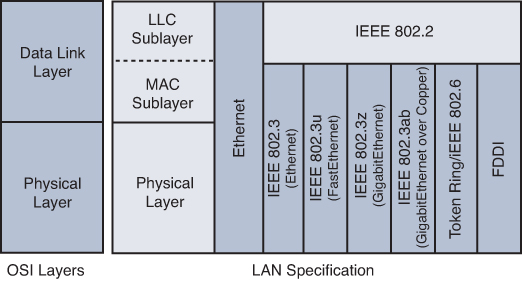 Data Link
Layer
Physical
Layer
OSI Layers
LLC
Sublayer
MAC
Sublayer
Physical
Layer
Ethernet
IEEE 802.2
IEEE 802.3
(Ethernet)
IEEE 802.3u
(FastEthernet)
IEEE 802.3z
(GigabitEthernet)
IEEE 802.3ab
(GigabitEthernet over Copper)
Token Ring/iEEE 802.6
FDDI
LAN Specification